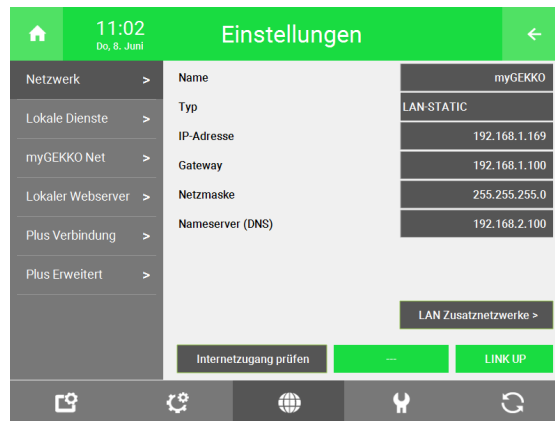 11:02
Do, 8. Juni
Einstellungen
Netzwerk >
Lokale Dienste >
myGEKKO Net >
Lokaler Webserver >
Plus Verbindung >
Plus Erweitert >
Name myGEKKO
Typ LAN-STATIC
IP-Adresse 192.168.1.169
Gateway 192.168.1.100
Netzmaske 255.255.255.0
Nameserver (DNS) 192.168.2.100
LAN Zusatznetzwerke >
Internetzugang prüfen --- LINK UP